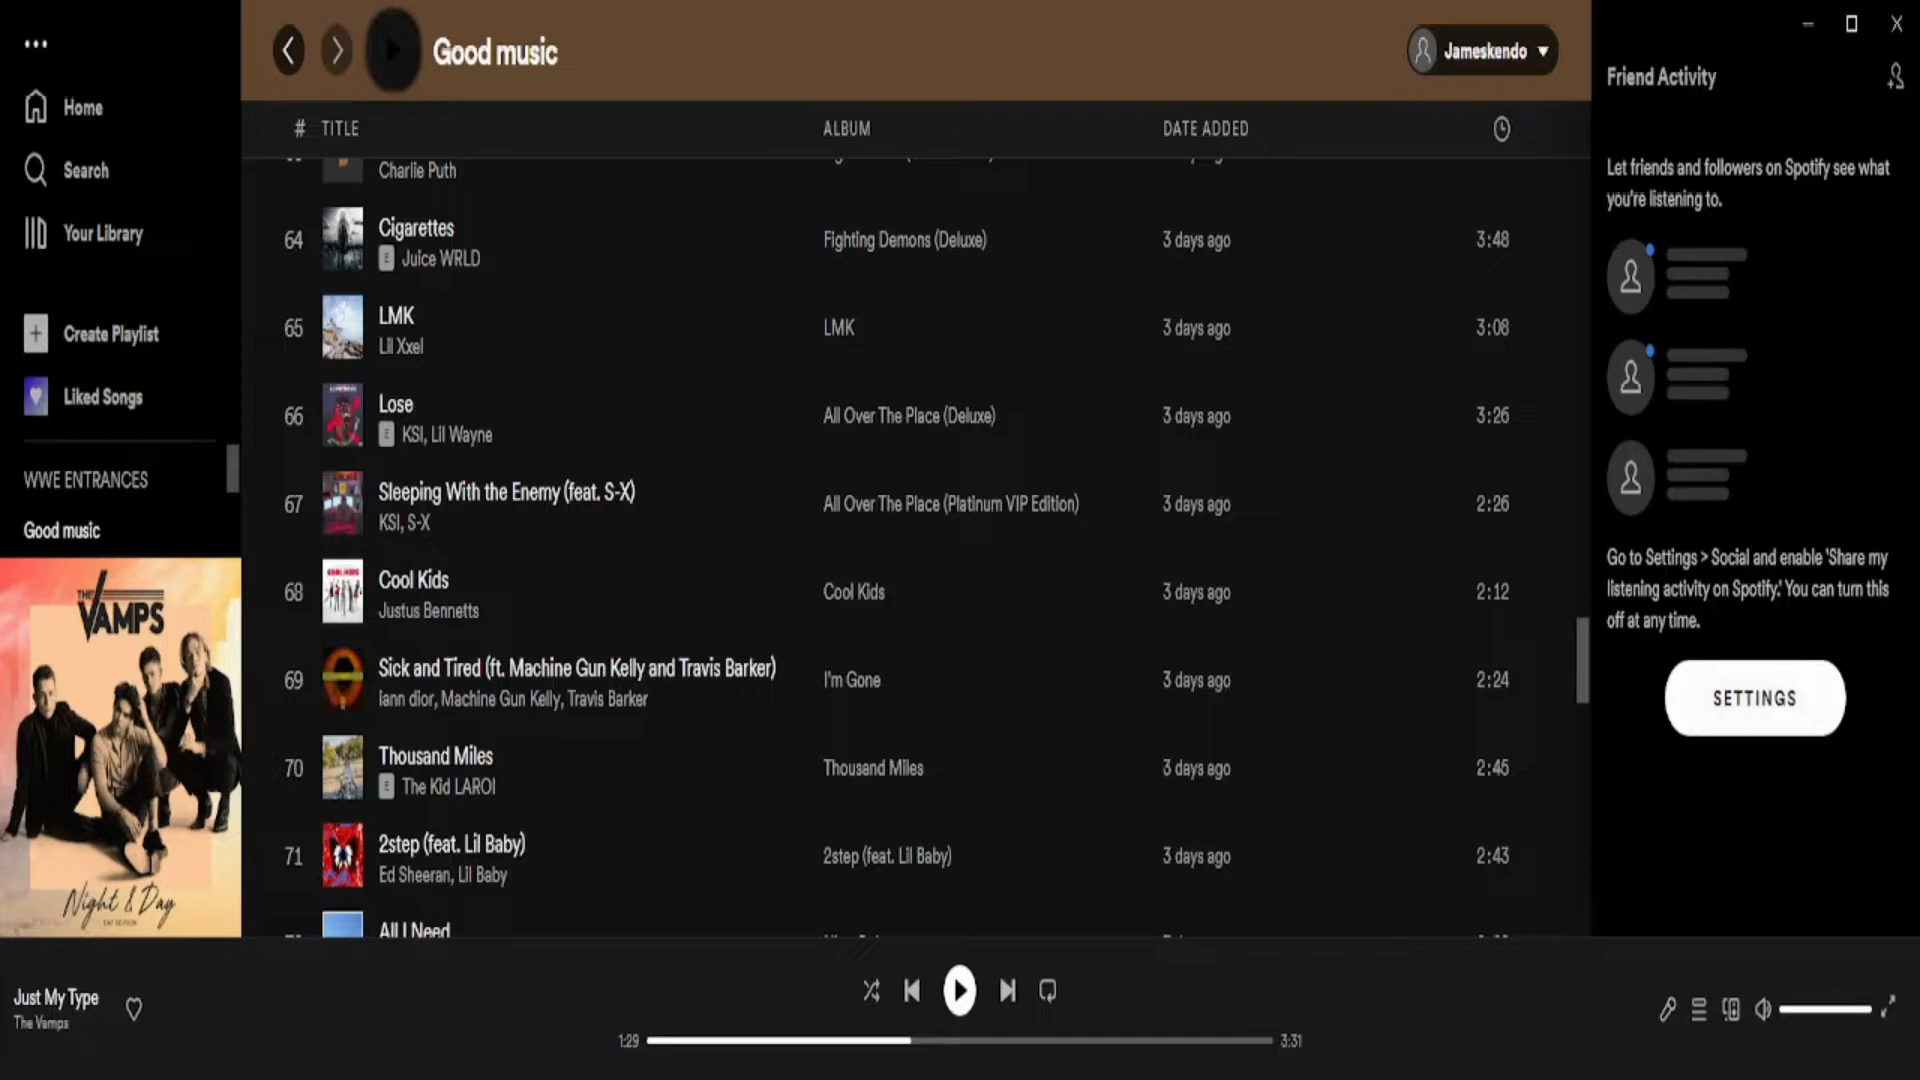 Home
Search
Your Library
Create Playlist
Liked Songs
WWE ENTRANCES
Good music
THE VAMPS
Night & Day
Just My Type
The Vamps
Good music
Jameskendo
# TITLE ALBUM DATE ADDED
Charlie Puth
64 Cigarettes Fighting Demons (Deluxe) 3 days ago 3:48
E Juice WRLD
65 LMK LMK 3 days ago 3:08
Lil Xxel
66 Lose All Over The Place (Deluxe) 3 days ago 3:26
E KSI, Lil Wayne
67 Sleeping With the Enemy (feat. S-X) All Over The Place (Platinum VIP Edition) 3 days ago 2:26
KSI, S-X
68 Cool Kids Cool Kids 3 days ago 2:12
Justus Bennetts
69 Sick and Tired (ft. Machine Gun Kelly and Travis Barker) I'm Gone 3 days ago 2:24
iann dior, Machine Gun Kelly, Travis Barker
70 Thousand Miles Thousand Miles 3 days ago 2:45
E The Kid LAROI
71 2step (feat. Lil Baby) 2step (feat. Lil Baby) 3 days ago 2:43
Ed Sheeran, Lil Baby
All I Need
1:29 3:31
Friend Activity
Let friends and followers on Spotify see what
you're listening to.
Go to Settings > Social and enable 'Share my
listening activity on Spotify.' You can turn this
off at any time.
SETTINGS